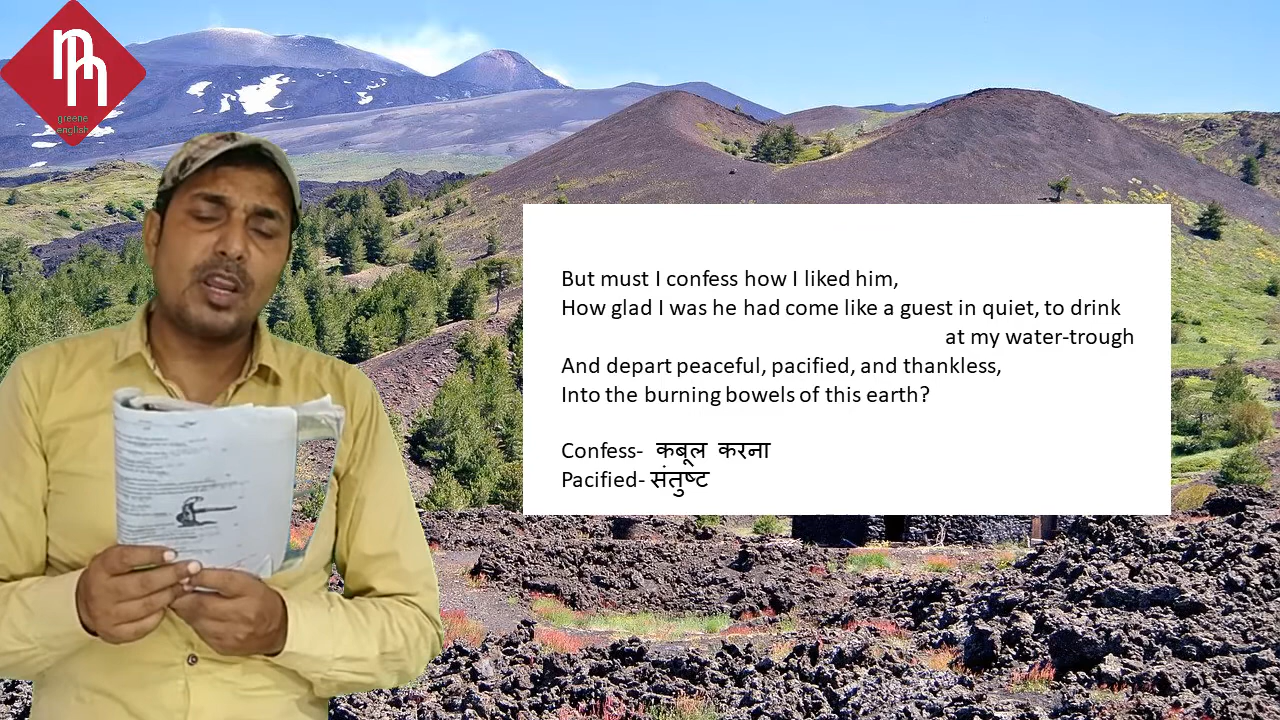 m
greene
english
But must I confess how I liked him,
How glad I was he had come like a guest in quiet, to drink
at my water-trough
And depart peaceful, pacified, and thankless,
Into the burning bowels of this earth?
Confess- कबूल करना
Pacified- संतुष्ट